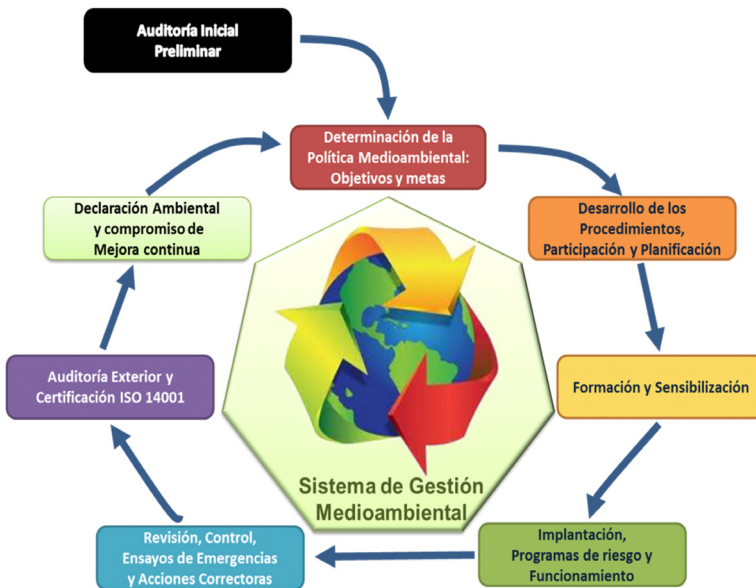 Auditoría Inicial
Preliminar
Determinación de la
Política Medioambiental:
Objetivos y metas
Desarrollo de los
Procedimientos,
Participación y Planificación
Formación y Sensibilización
Implantación,
Programas de riesgo y
Funcionamiento
Revisión, Control,
Ensayos de Emergencias
y Acciones Correctoras
Auditoría Exterior y
Certificación ISO 14001
Declaración Ambiental
y compromiso de
Mejora continua
Sistema de Gestión
Medioambiental